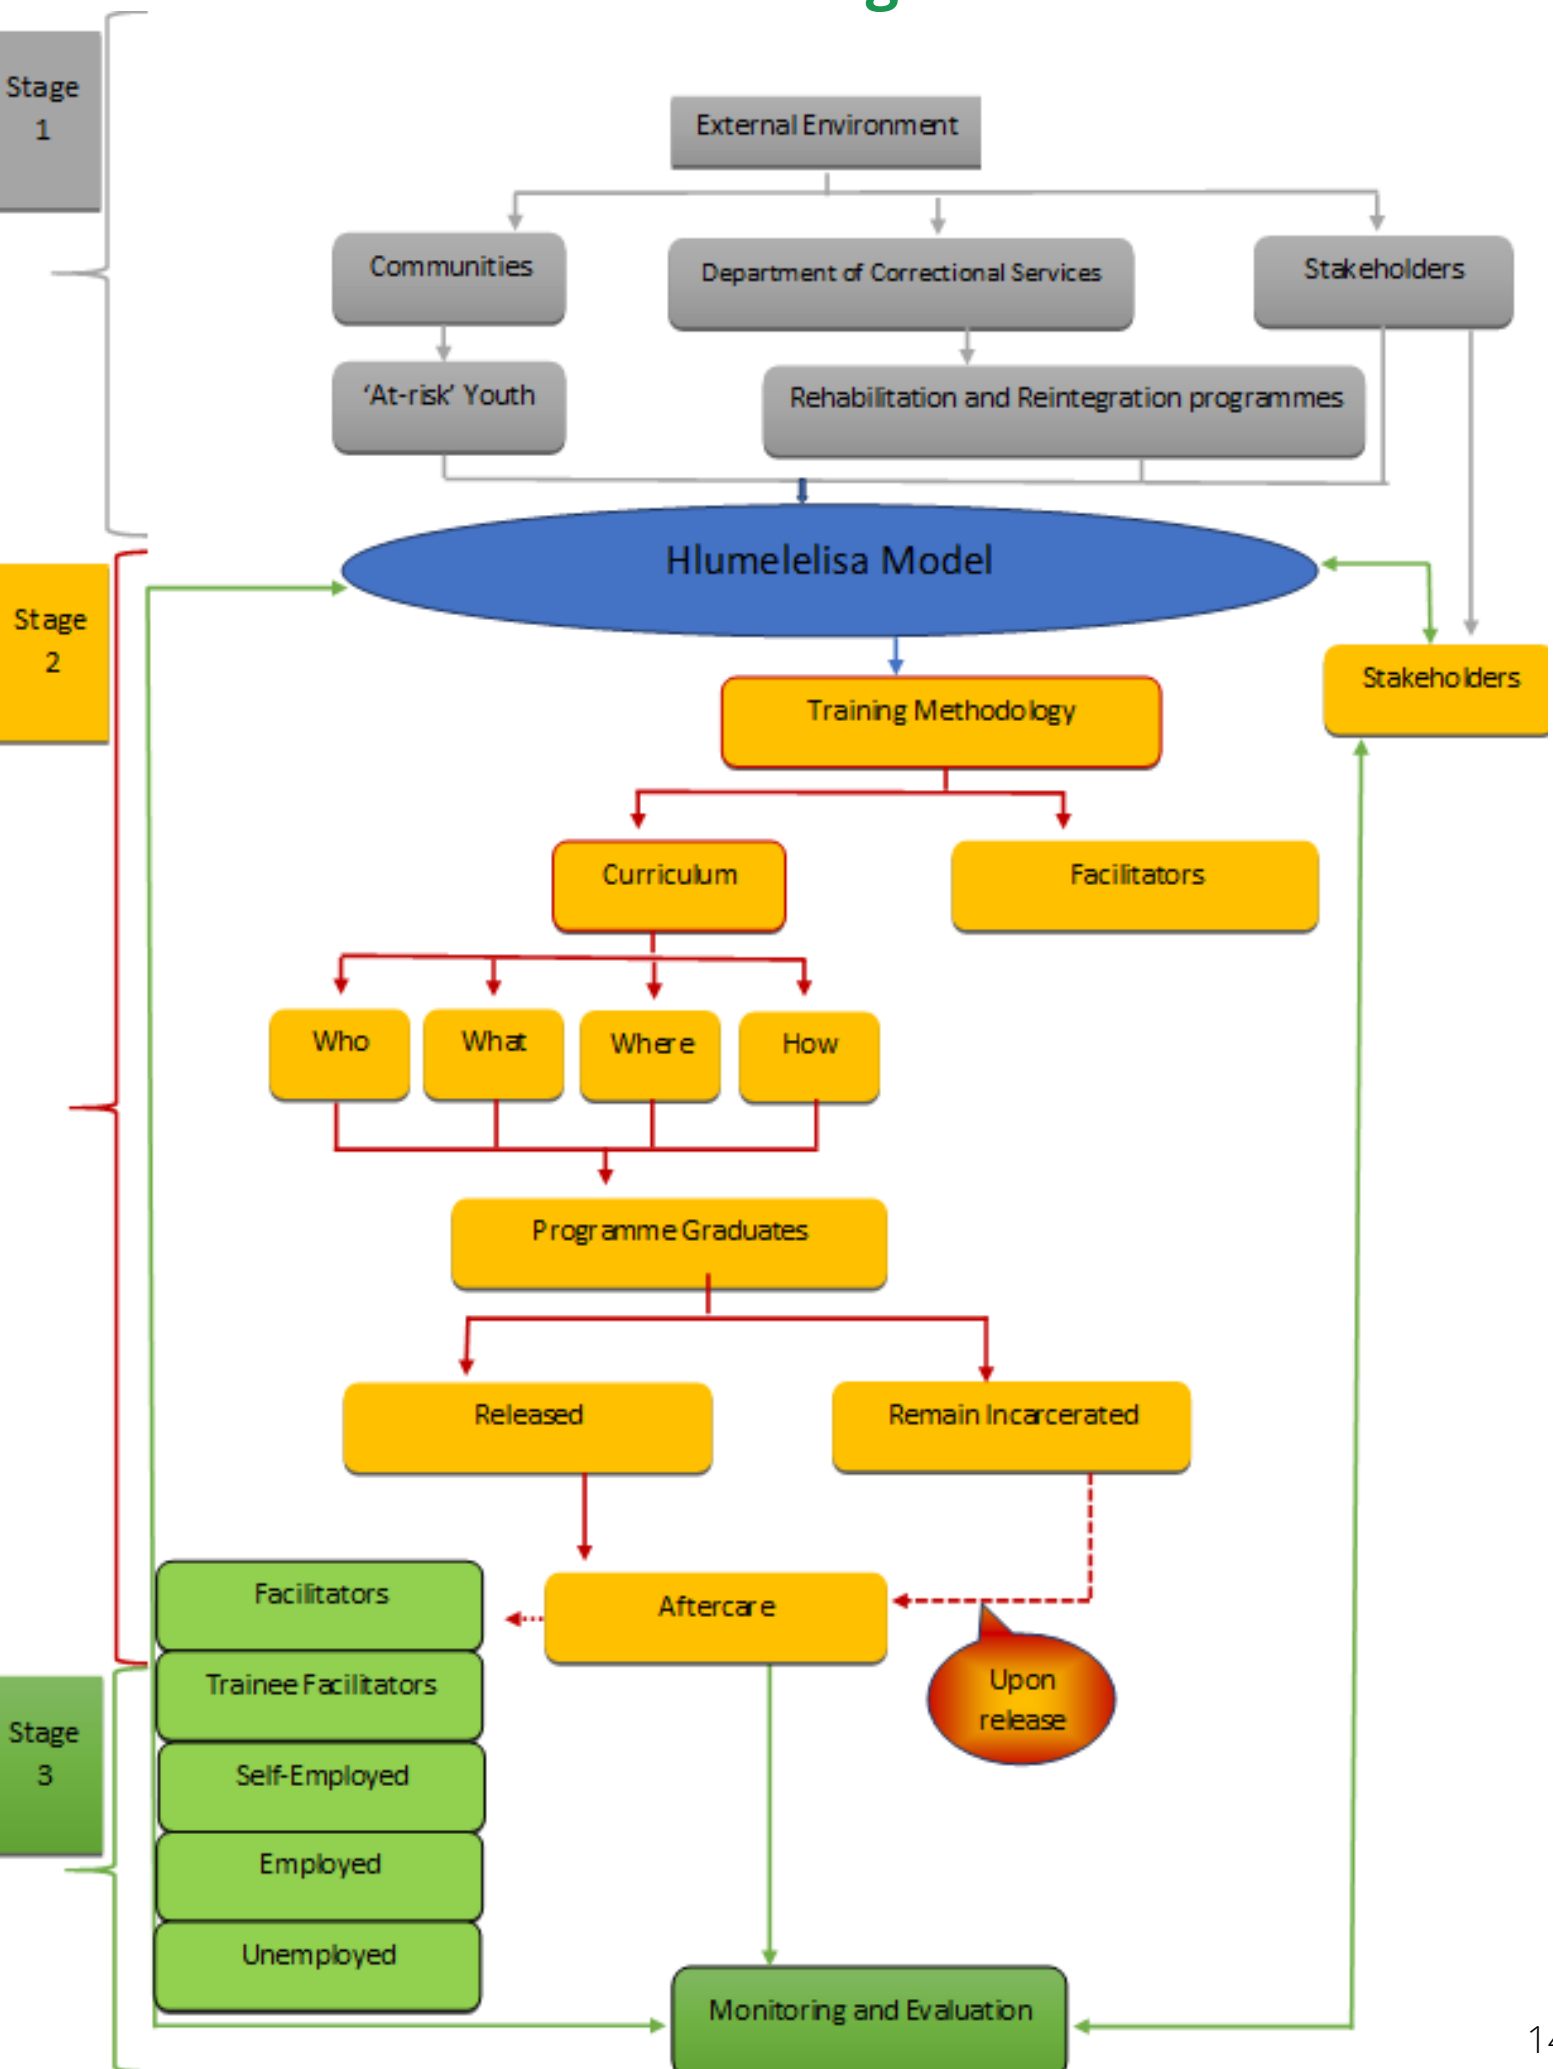 Stage
1
External Environment
Communities
Department of Correctional Services
Stakeholders
‘At-risk’ Youth
Rehabilitation and Reintegration programmes
Hlumelelisa Model
Stage
2
Stakeholders
Training Methodology
Curriculum
Facilitators
Who
What
Where
How
Programme Graduates
Released
Remain Incarcerated
Facilitators
Aftercare
Trainee Facilitators
Upon
release
Stage
3
Self-Employed
Employed
Unemployed
Monitoring and Evaluation